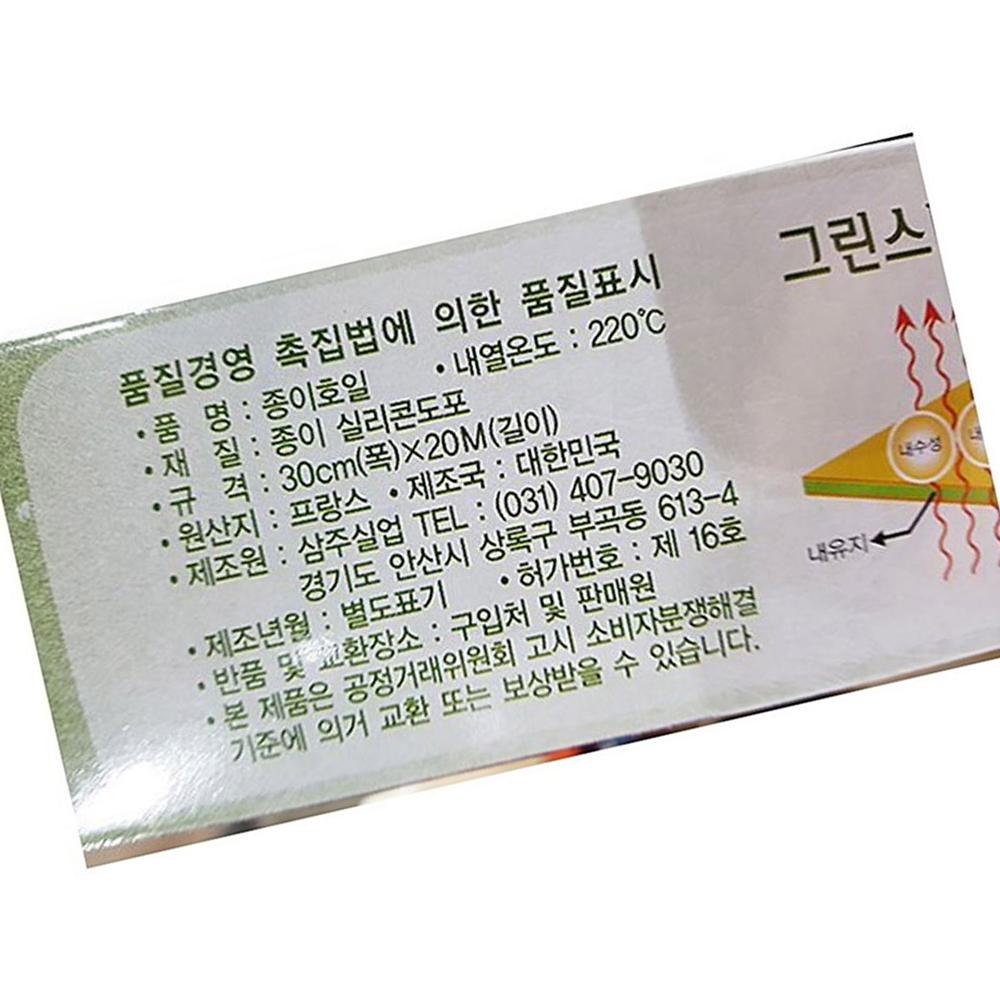 품질경영 촉집법에 의한 품질표시
• 품 명 : 종이호일 • 내열온도 : 220℃
• 재 질 : 종이 실리콘도포
• 규 격 : 30cm(폭)×20M(길이)
• 원산지 : 프랑스 • 제조국 : 대한민국
• 제조원 : 삼주실업 TEL : (031) 407-9030
경기도 안산시 상록구 부곡동 613-4
• 제조년월 : 별도표기 • 허가번호 : 제 16호
• 반품 및 교환장소 : 구입처 및 판매원
• 본 제품은 공정거래위원회 고시 소비자분쟁해결
기준에 의거 교환 또는 보상받을 수 있습니다.
그린스
내수성
내유지